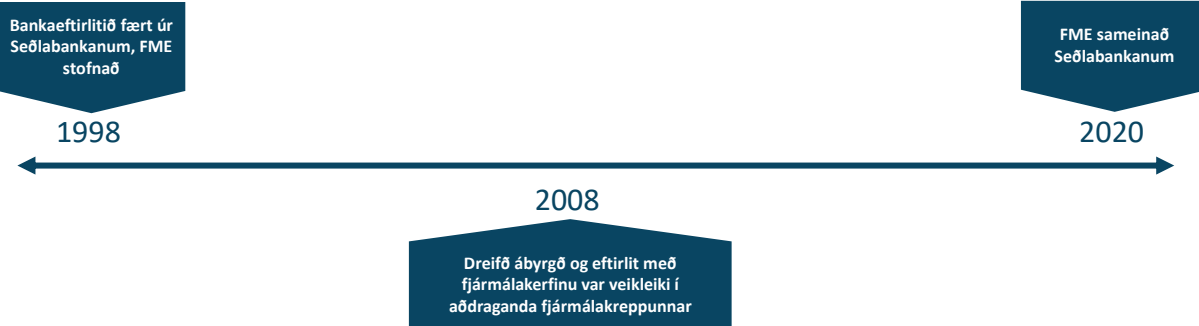 Bankaeftirlitið fært úr
Seðlabankanum, FME
stofnað
1998
FME sameinað
Seðlabankanum
2020
2008
Dreifð ábyrgð og eftirlit með
fjármálakerfinu var veikleiki í
aðdraganda fjármálakreppunnar